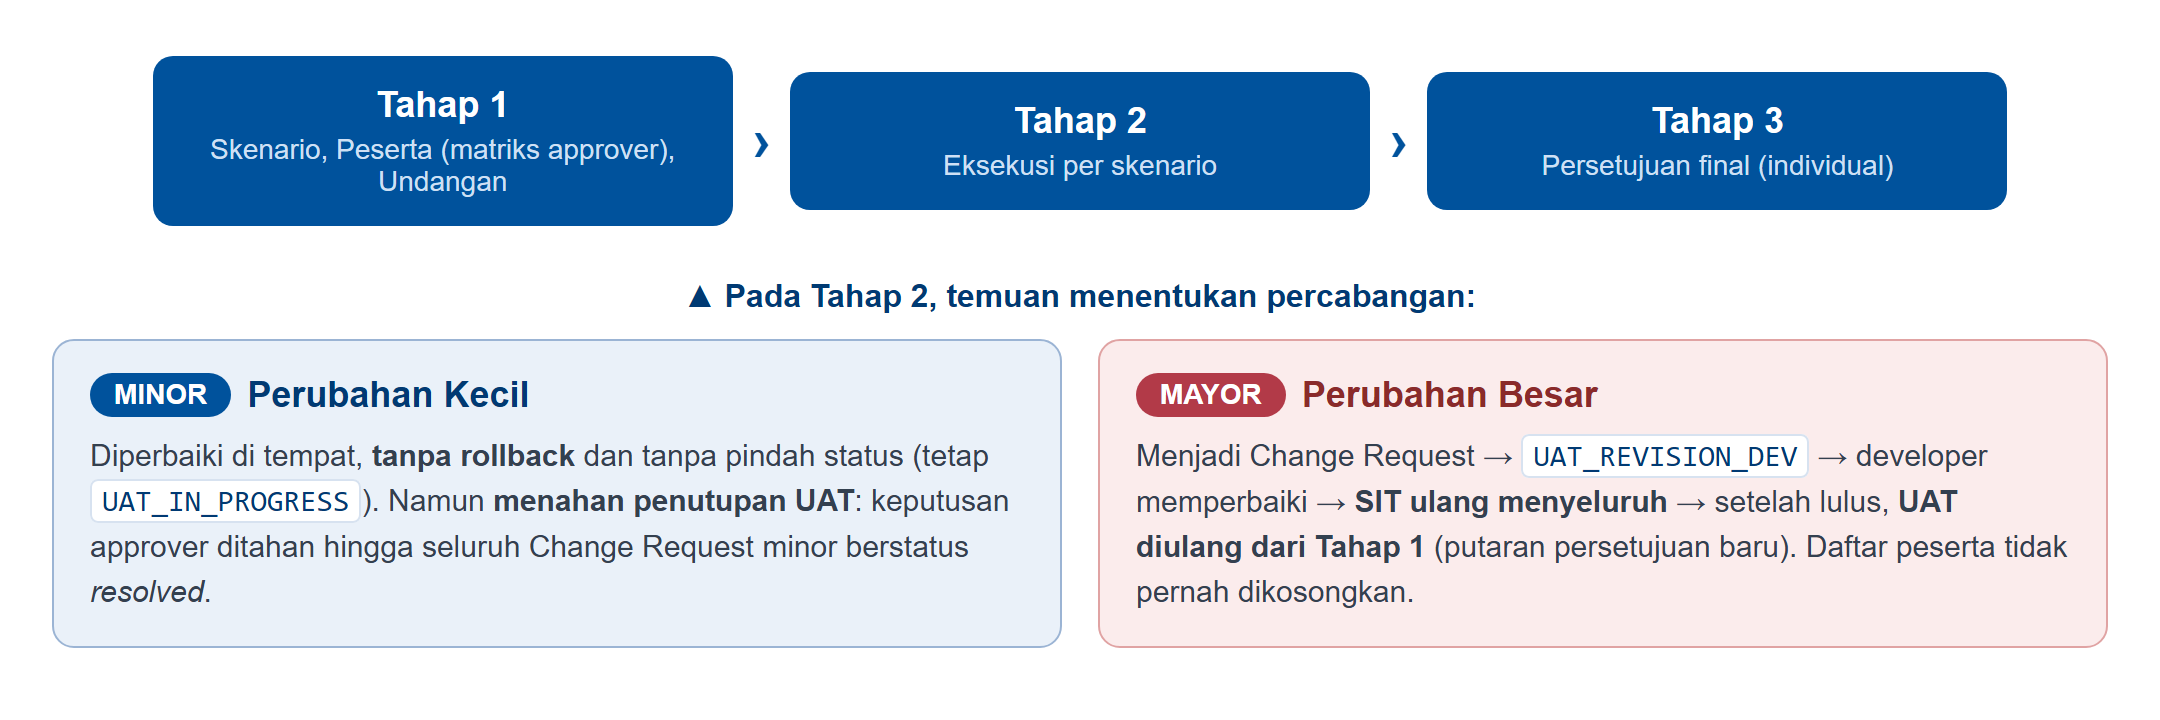 Tahap 1
Skenario, Peserta (matriks approver),
Undangan
›
Tahap 2
Eksekusi per skenario
›
Tahap 3
Persetujuan final (individual)
▲ Pada Tahap 2, temuan menentukan percabangan:
MINOR Perubahan Kecil
Diperbaiki di tempat, tanpa rollback dan tanpa pindah status (tetap
UAT_IN_PROGRESS). Namun menahan penutupan UAT: keputusan
approver ditahan hingga seluruh Change Request minor berstatus
resolved.
MAYOR Perubahan Besar
Menjadi Change Request → UAT_REVISION_DEV → developer
memperbaiki → SIT ulang menyeluruh → setelah lulus, UAT
diulang dari Tahap 1 (putaran persetujuan baru). Daftar peserta tidak
pernah dikosongkan.